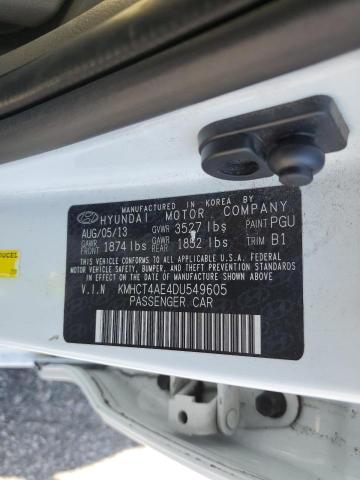 MANUFACTURED IN KOREA BY
HYUNDAI MOTOR COMPANY
AUG/05/13 GVWR 3527 lbs PAINT PGU
GAWR FRONT 1874 lbs GAWR REAR 1852 lbs TRIM B1
THIS VEHICLE CONFORMS TO ALL APPLICABLE U.S.A. FEDERAL
MOTOR VEHICLE SAFETY, BUMPER, AND THEFT PREVENTION
STANDARDS IN EFFECT ON THE DATE OF MANUFACTURE SHOWN ABOVE.
V.I.N KMHCT4AE4DU549605
PASSENGER CAR